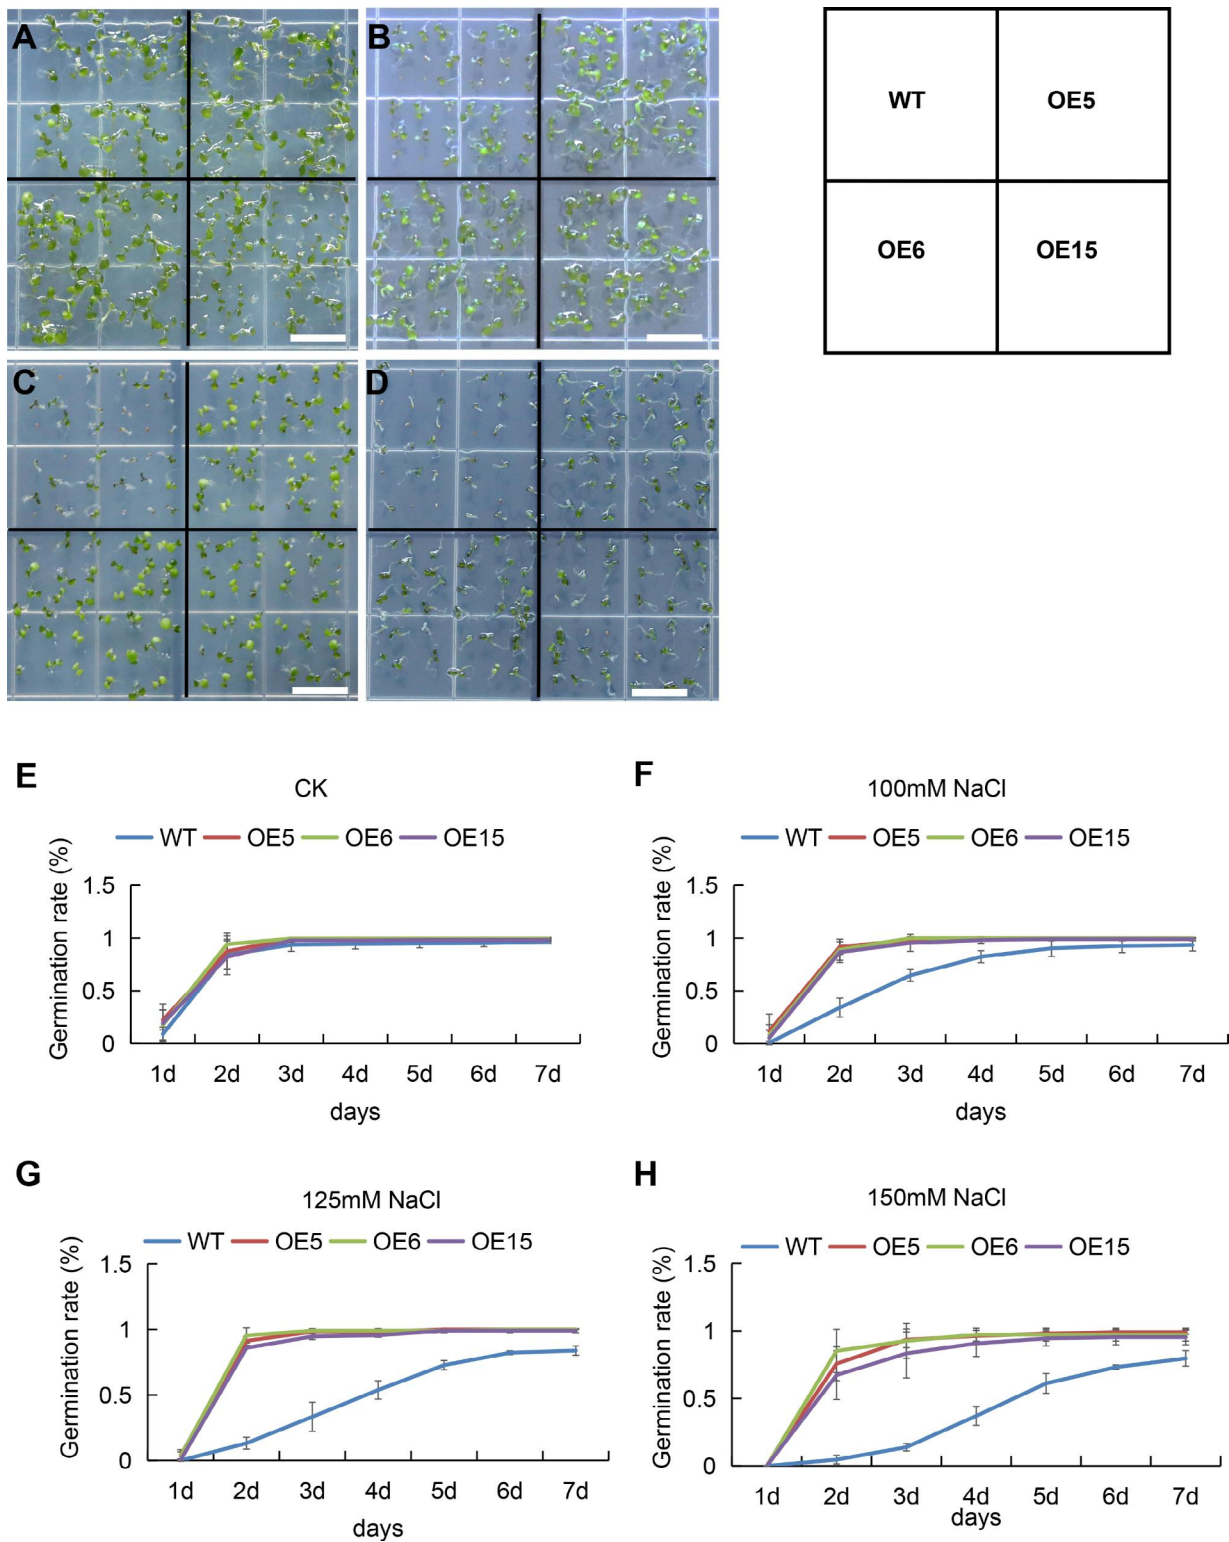 A
B
WT
OE5
OE6
OE15
C
D
E
CK
WT
OE5
OE6
OE15
Germination rate (%)
1.5
1
0.5
0
1d
2d
3d
4d
5d
6d
7d
days
F
100mM NaCl
WT
OE5
OE6
OE15
Germination rate (%)
1.5
1
0.5
0
1d
2d
3d
4d
5d
6d
7d
days
G
125mM NaCl
WT
OE5
OE6
OE15
Germination rate (%)
1.5
1
0.5
0
1d
2d
3d
4d
5d
6d
7d
days
H
150mM NaCl
WT
OE5
OE6
OE15
Germination rate (%)
1.5
1
0.5
0
1d
2d
3d
4d
5d
6d
7d
days